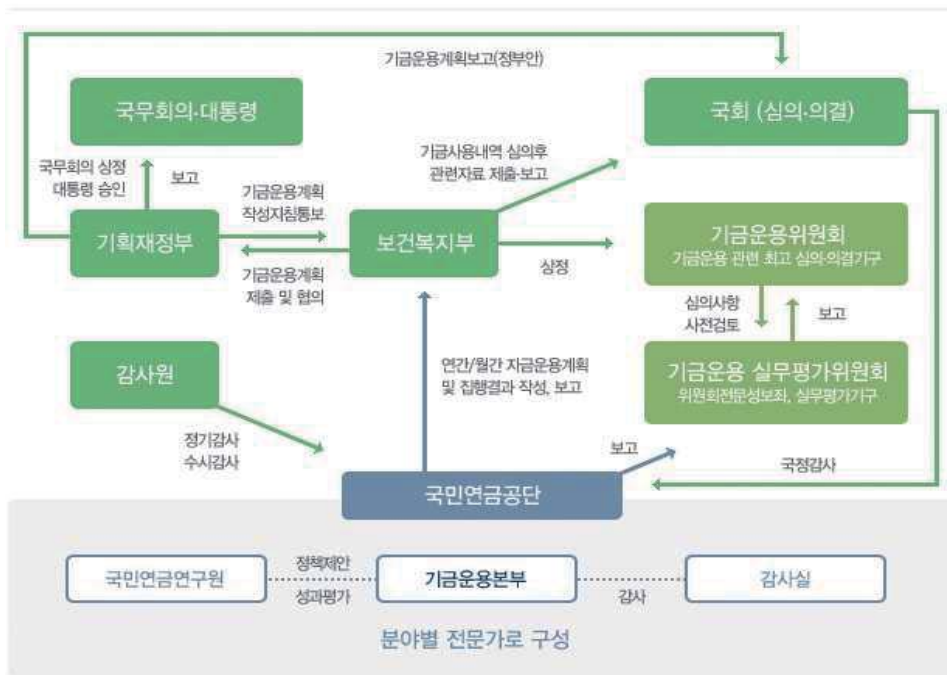 기금운용계획보고(정부안)
국무회의·대통령
국회 (심의·의결)
국무회의 상정
대통령 승인
보고
기금사용내역 심의후
관련자료 제출·보고
기획재정부
기금운용계획
작성지침통보
보건복지부
기금운용계획
제출 및 협의
상정
기금운용위원회
기금운용 관련 최고 심의·의결기구
심의사항
사전검토
보고
감사원
연간/월간 자금운용계획
및 집행결과 작성, 보고
기금운용 실무평가위원회
위원회전문성보좌, 실무평가기구
정기감사
수시감사
보고
국정감사
국민연금공단
국민연금연구원
정책제안
성과평가
기금운용본부
감사
감사실
분야별 전문가로 구성